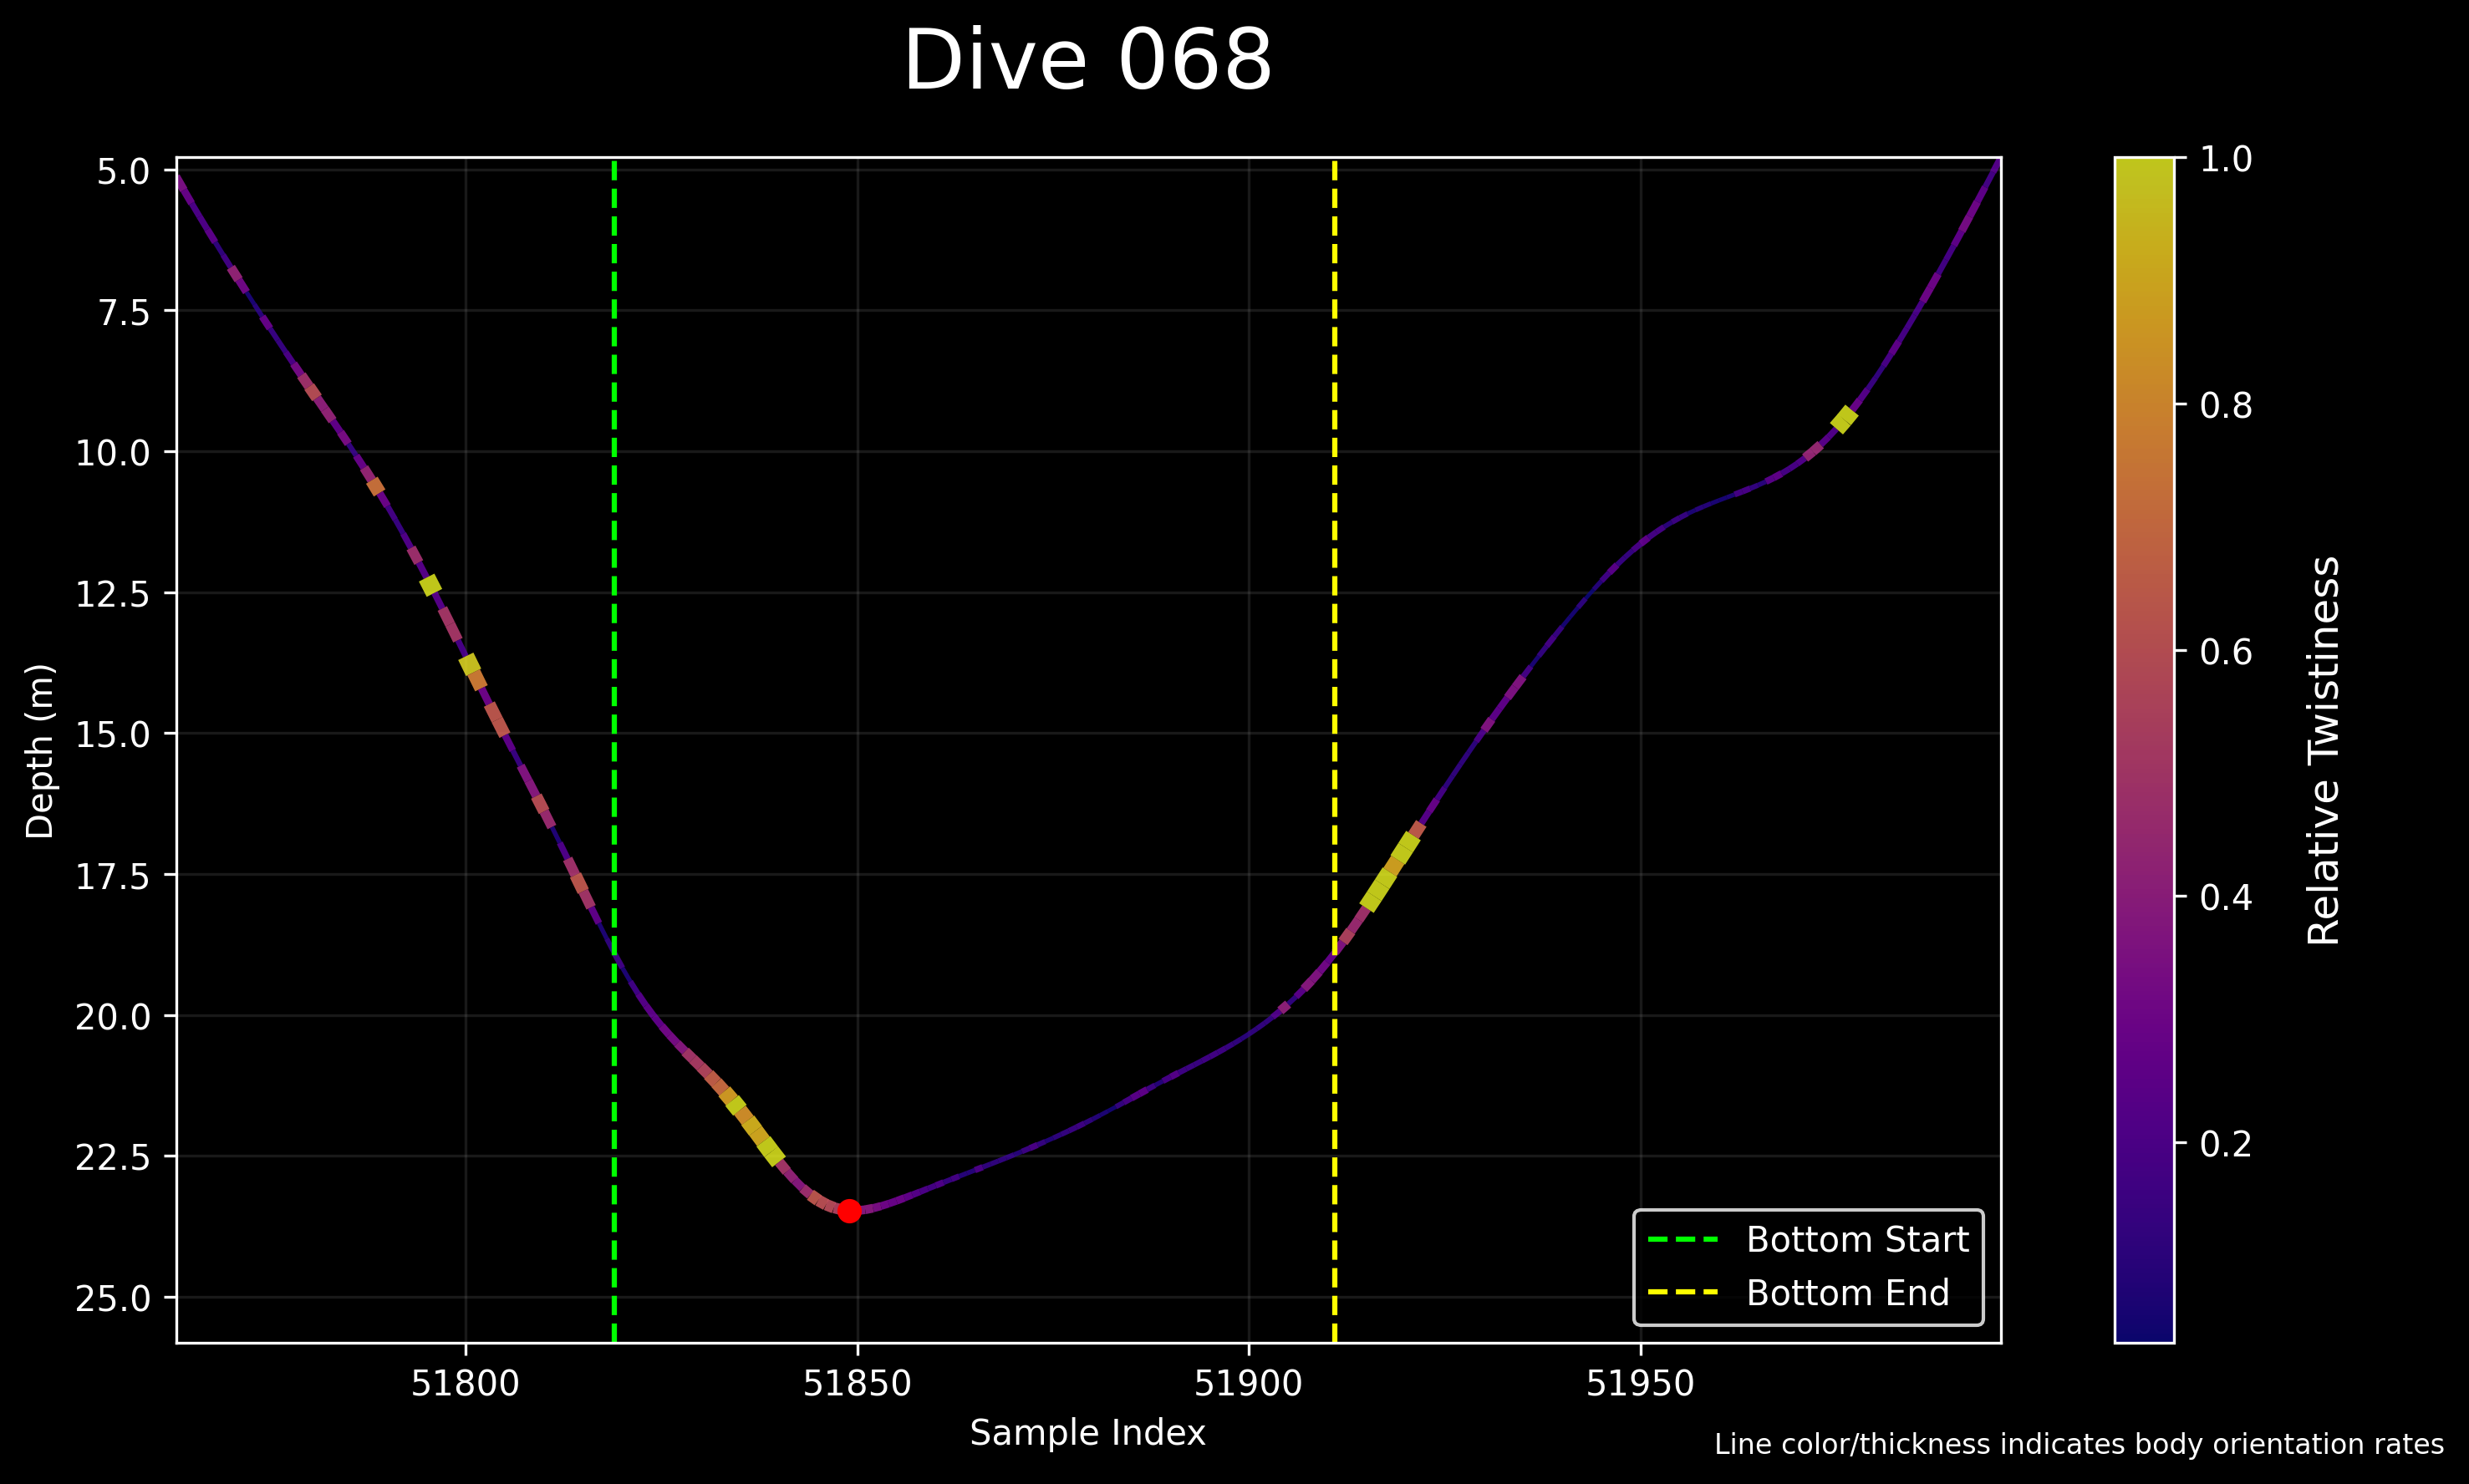 Dive 068
5.0
7.5
10.0
12.5
15.0
17.5
20.0
22.5
25.0
Depth (m)
51800
51850
51900
51950
Sample Index
Bottom Start
Bottom End
1.0
0.8
0.6
0.4
0.2
Relative Twistiness
Line color/thickness indicates body orientation rates